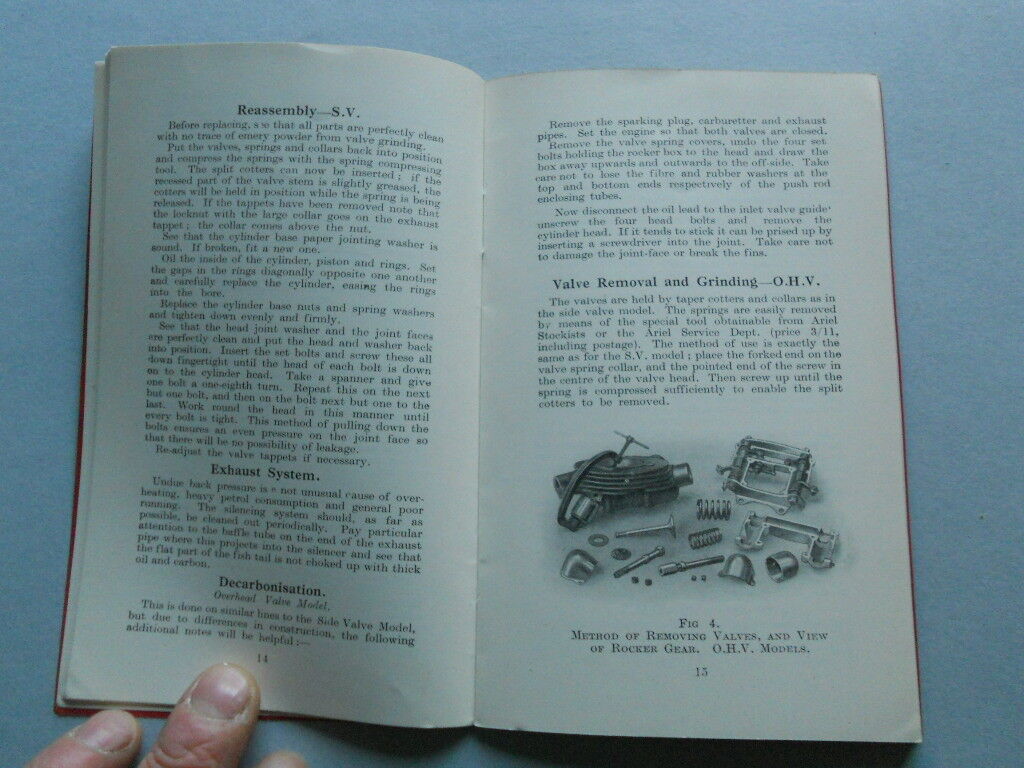 Reassembly—S.V.
Before replacing, see that all parts are perfectly clean
with no trace of emery powder from valve grinding.
Put the valves, springs and collars back into position
and compress the springs with the spring compressing
tool. The split cotters can now be inserted ; if the
recessed part of the valve stem is slightly greased, the
cotters will be held in position while the spring is being
released. If the tappets have been removed note that
the locknut with the large collar goes on the exhaust
tappet ; the collar comes above the nut.
See that the cylinder base paper jointing washer is
sound. If broken, fit a new one.
Oil the inside of the cylinder, piston and rings. Set
the gaps in the rings diagonally opposite one another
and carefully replace the cylinder, easing the rings
into the bore.
Replace the cylinder base nuts and spring washers
and tighten down evenly and firmly.
See that the head joint washer and the joint faces
are perfectly clean and put the head and washer back
into position. Insert the set bolts and screw these all
down fingertight until the head of each bolt is down
on to the cylinder head. Take a spanner and give
one bolt a one-eighth turn. Repeat this on the next
but one bolt, and then on the bolt next but one to the
last. Work round the head in this manner until
every bolt is tight. This method of pulling down the
bolts ensures an even pressure on the joint face so
that there will be no possibility of leakage.
Re-adjust the valve tappets if necessary.
Exhaust System.
Undue back pressure is a not unusual cause of over-
heating, heavy petrol consumption and general poor
running. The silencing system should, as far as
possible, be cleaned out periodically. Pay particular
attention to the baffle tube on the end of the exhaust
pipe where this projects into the silencer and see that
the flat part of the fish tail is not choked up with thick
oil and carbon.
Decarbonisation.
Overhead Valve Model.
This is done on similar lines to the Side Valve Model,
but due to differences in construction, the following
additional notes will be helpful :—
14
Remove the sparking plug, carburetter and exhaust
pipes. Set the engine so that both valves are closed.
Remove the valve spring covers, undo the four set
bolts holding the rocker box to the head and draw the
box away upwards and outwards to the off-side. Take
care not to lose the fibre and rubber washers at the
top and bottom ends respectively of the push rod
enclosing tubes.
Now disconnect the oil lead to the inlet valve guide'
unscrew the four head bolts and remove the
cylinder head. If it tends to stick it can be prised up by
inserting a screwdriver into the joint. Take care not
to damage the joint-face or break the fins.
Valve Removal and Grinding—O.H.V.
The valves are held by taper cotters and collars as in
the side valve model. The springs are easily removed
by means of the special tool obtainable from Ariel
Stockists or the Ariel Service Dept. (price 3/11,
including postage). The method of use is exactly the
same as for the S.V. model ; place the forked end on the
valve spring collar, and the pointed end of the screw in
the centre of the valve head. Then screw up until the
spring is compressed sufficiently to enable the split
cotters to be removed.
Fig 4.
Method of Removing Valves, and View
of Rocker Gear. O.H.V. Models.
15